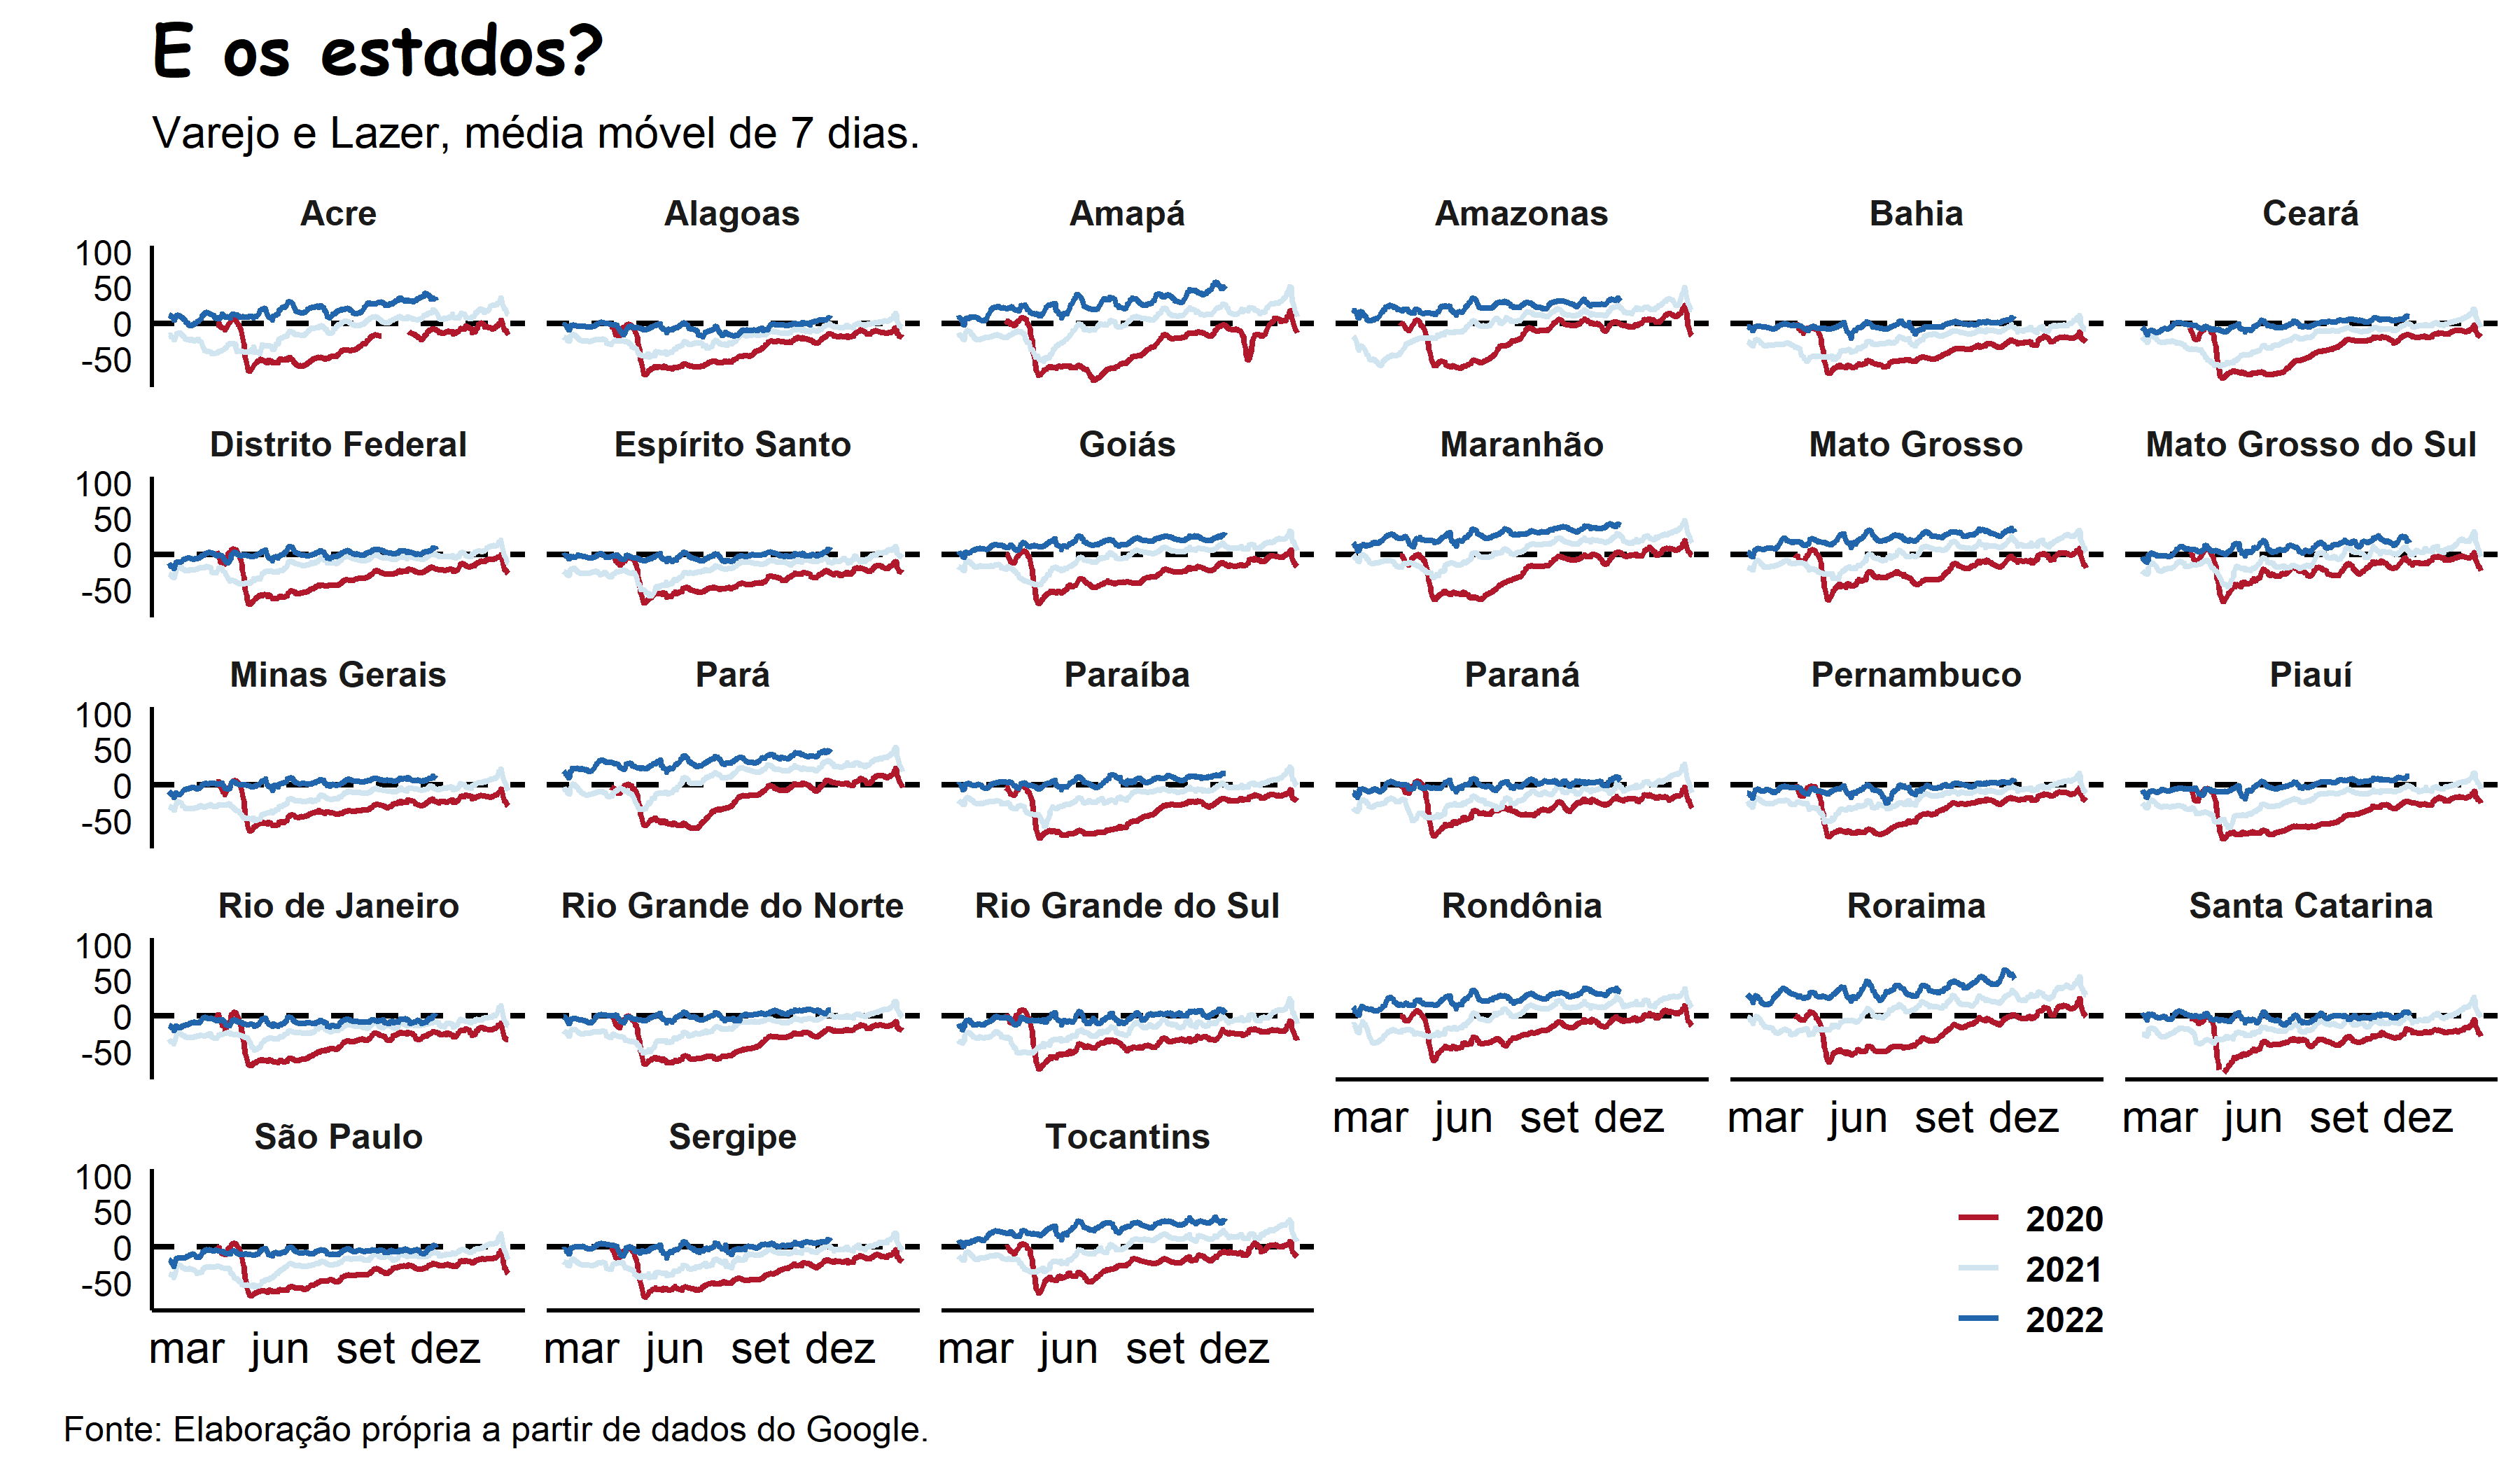 E os estados?
Varejo e Lazer, média móvel de 7 dias.
Acre Alagoas Amapá Amazonas Bahia Ceará
100
50
0
-50
Distrito Federal Espírito Santo Goiás Maranhão Mato Grosso Mato Grosso do Sul
100
50
0
-50
Minas Gerais Pará Paraíba Paraná Pernambuco Piauí
100
50
0
-50
Rio de Janeiro Rio Grande do Norte Rio Grande do Sul Rondônia Roraima Santa Catarina
100
50
0
-50
mar jun set dez mar jun set dez mar jun set dez
São Paulo Sergipe Tocantins
100
50
0
-50
mar jun set dez mar jun set dez mar jun set dez
2020
2021
2022
Fonte: Elaboração própria a partir de dados do Google.